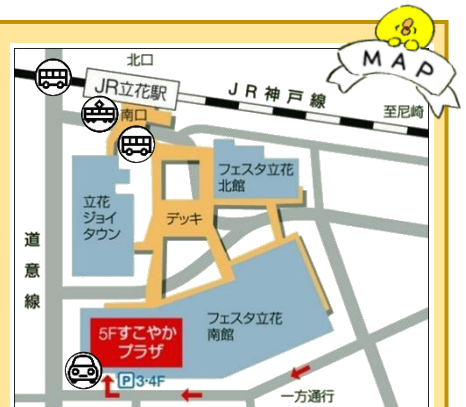 MAP
北口
JR立花駅
JR神戸線
至尼崎
南口
フェスタ立花
北館
立花
ジョイ
タウン
デッキ
道意線
フェスタ立花
南館
5Fすこやか
プラザ
P3・4F
一方通行